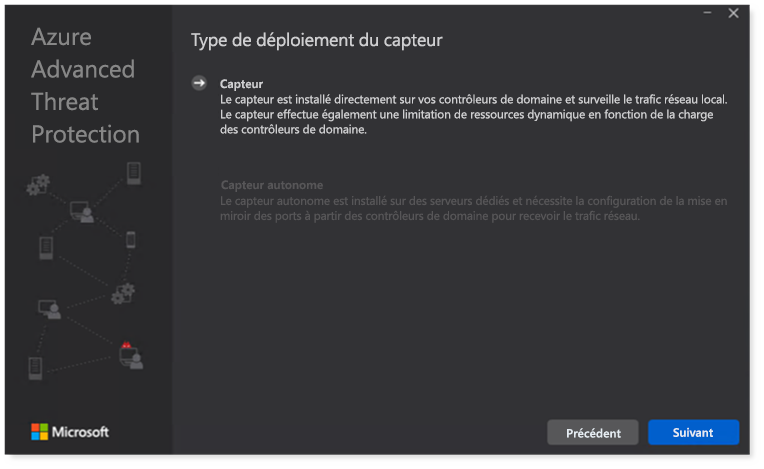 Azure
Advanced
Threat
Protection
Type de déploiement du capteur
Capteur
Le capteur est installé directement sur vos contrôleurs de domaine et surveille le trafic réseau local.
Le capteur effectue également une limitation de ressources dynamique en fonction de la charge
des contrôleurs de domaine.
Capteur autonome
Le capteur autonome est installé sur des serveurs dédiés et nécessite la configuration de la mise en
miroir des ports à partir des contrôleurs de domaine pour recevoir le trafic réseau.
Microsoft
Précédent
Suivant